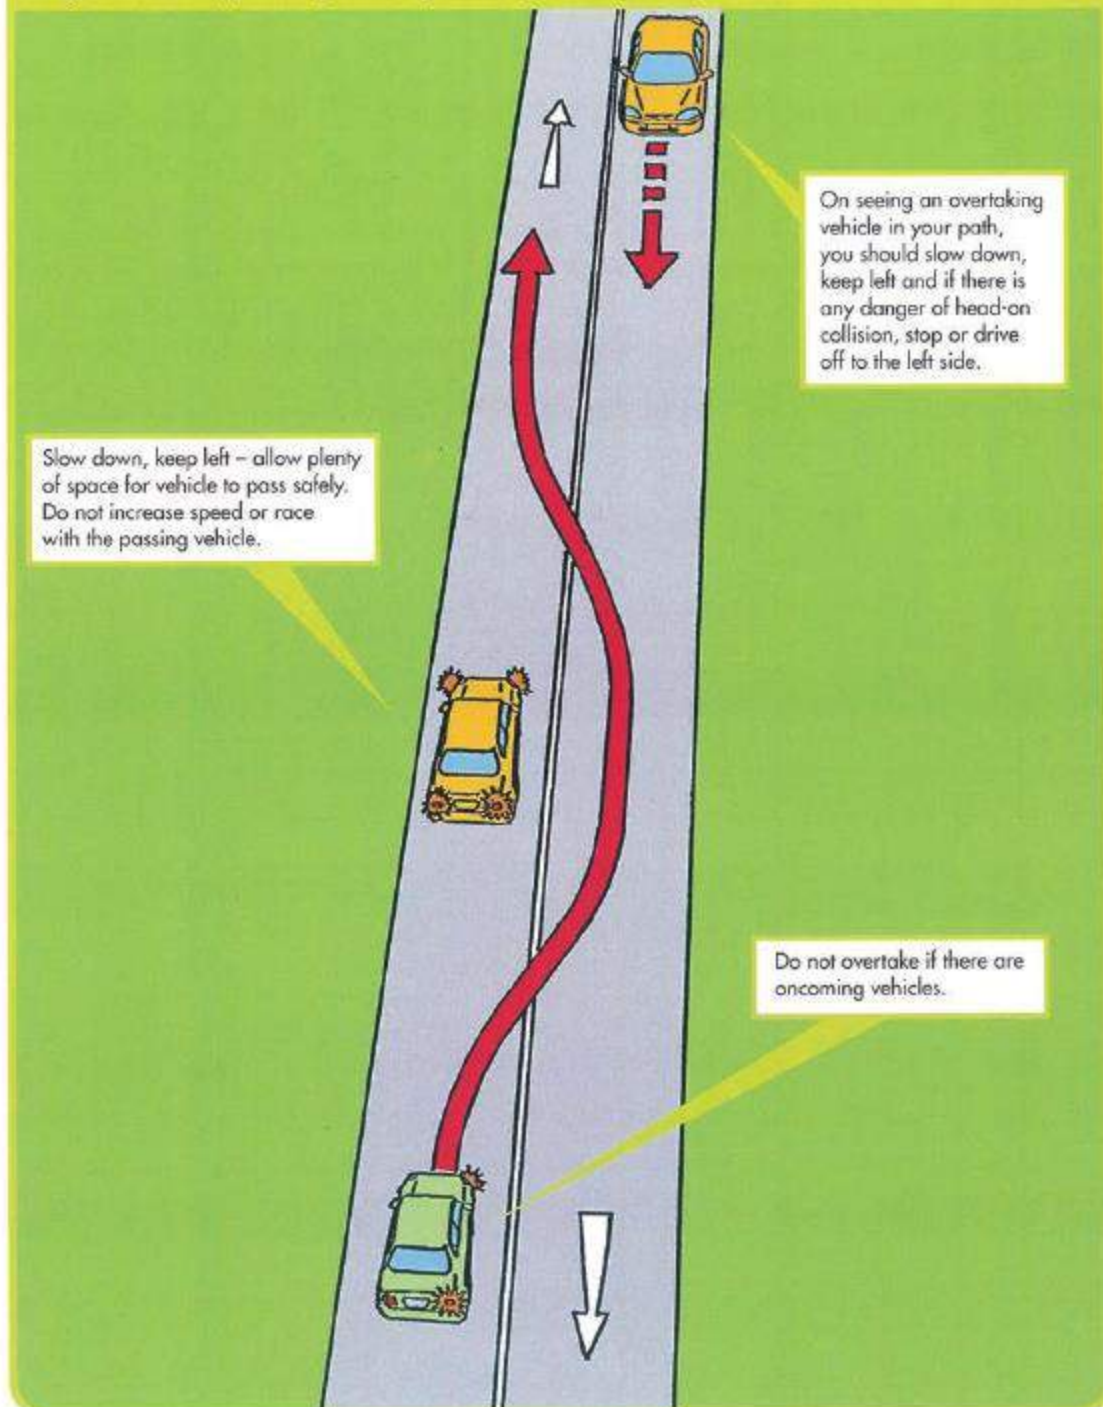 On seeing an overtaking
vehicle in your path,
you should slow down,
keep left and if there is
any danger of head-on
collision, stop or drive
off to the left side.
Slow down, keep left – allow plenty
of space for vehicle to pass safely.
Do not increase speed or race
with the passing vehicle.
Do not overtake if there are
oncoming vehicles.